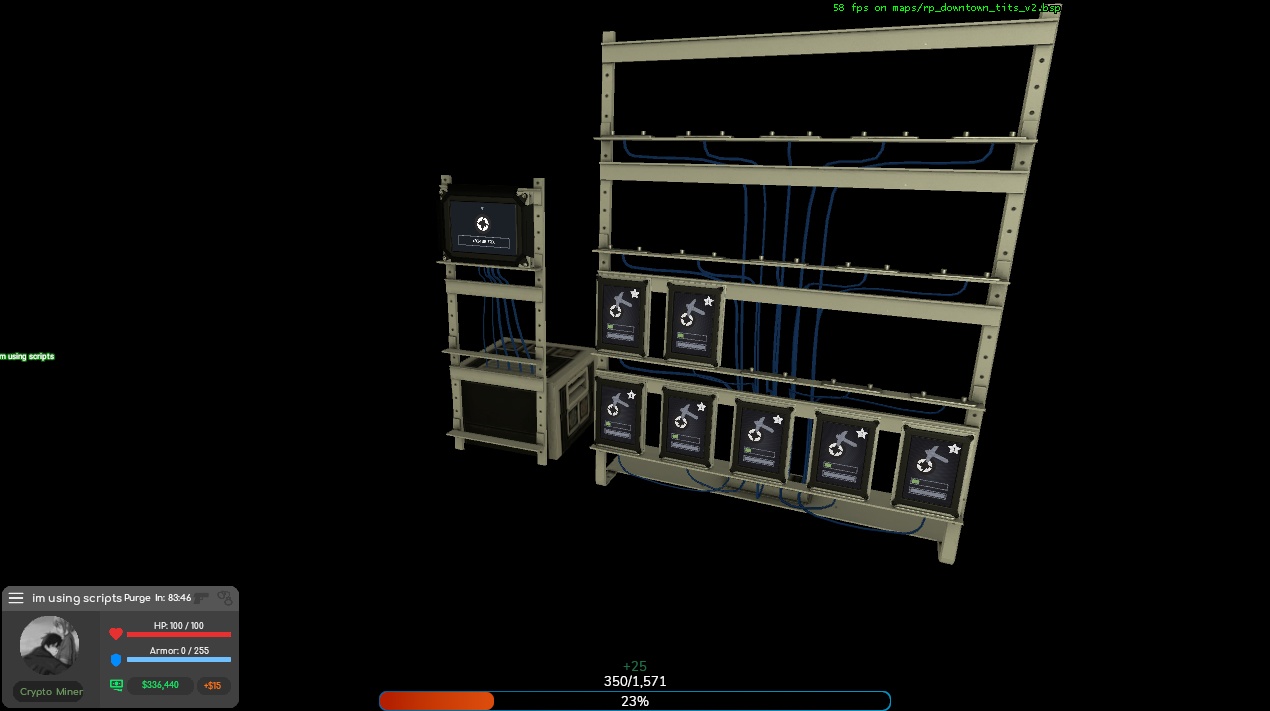 58 fps on maps/rp_downtown_tits_v2.bsp
m using scripts
im using scripts Purge In: 83:46
HP: 100 / 100
Armor: 0 / 255
Crypto Miner
$336,440
+$15
+25
350/1,571
23%